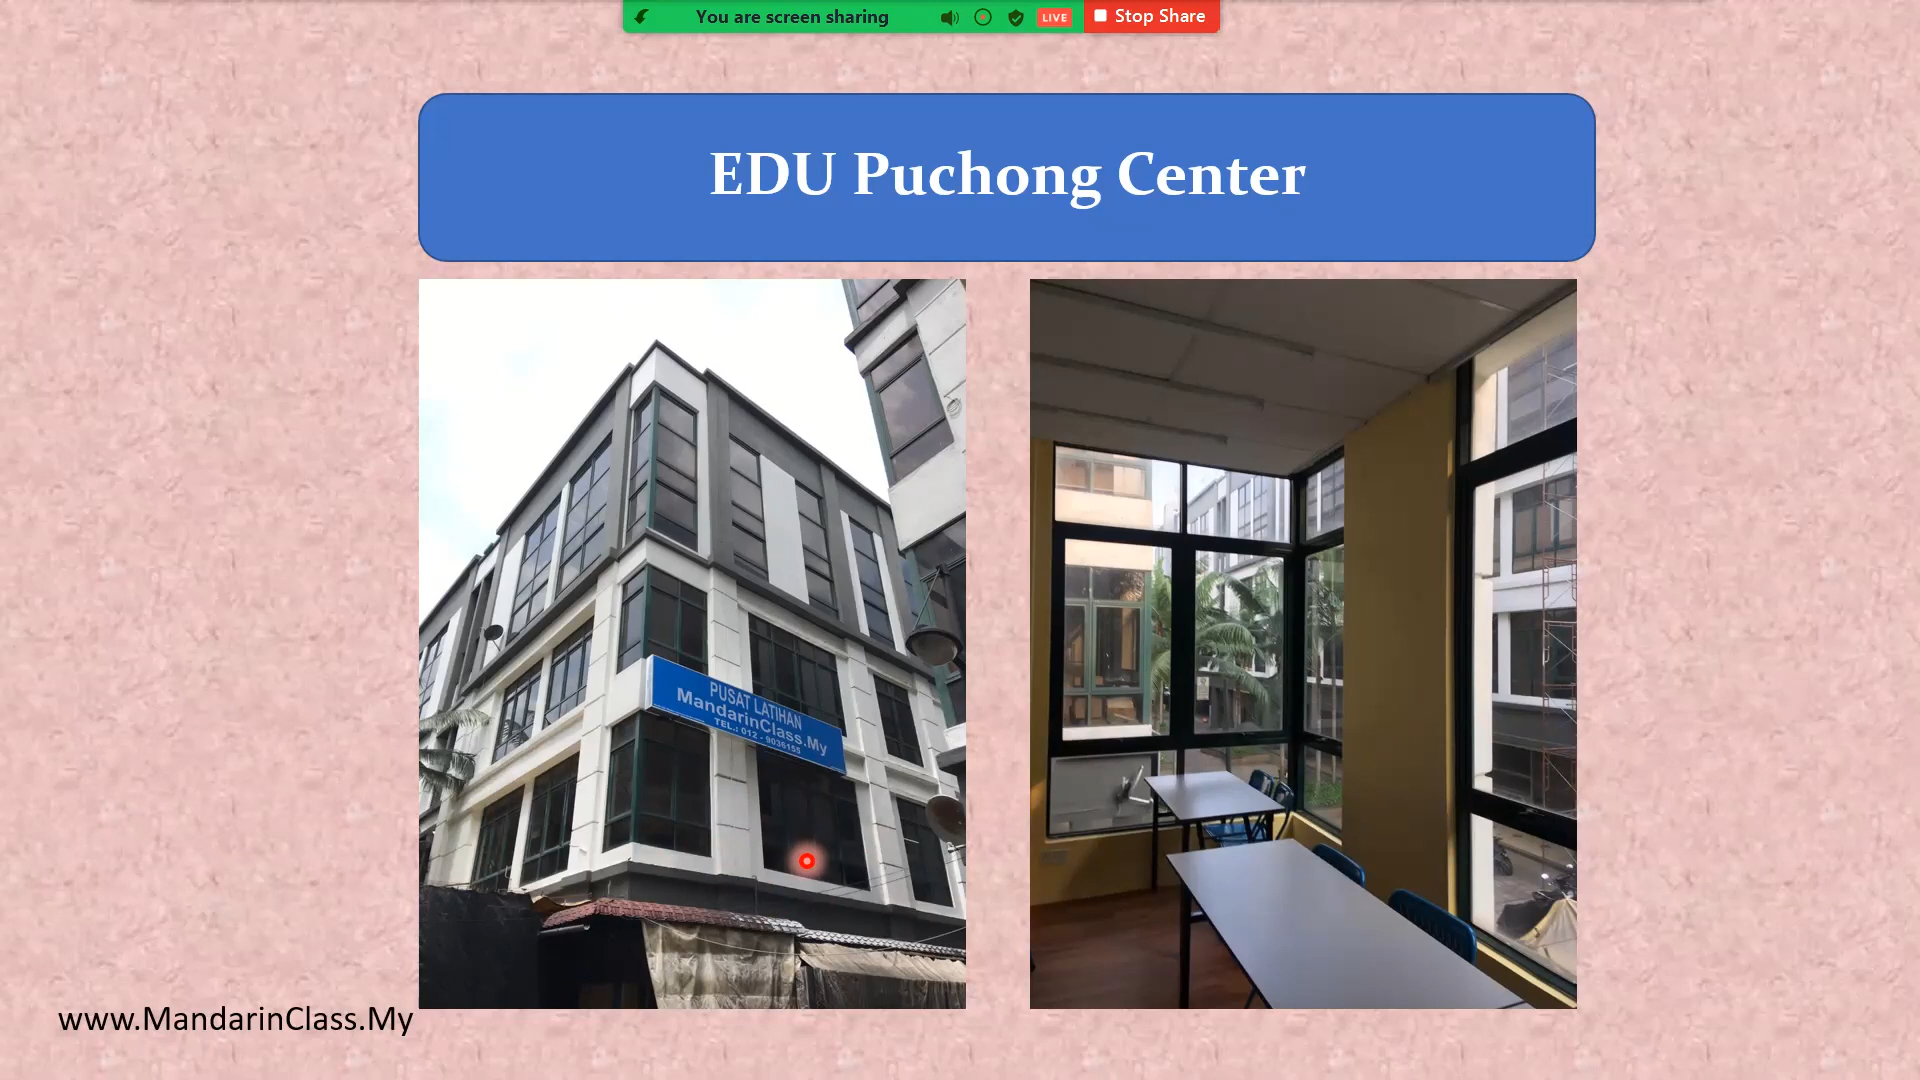 You are screen sharing
LIVE
Stop Share
EDU Puchong Center
PUSAT LATIHAN
MandarinClass.My
TEL.: 012 - 9036155
www.MandarinClass.My